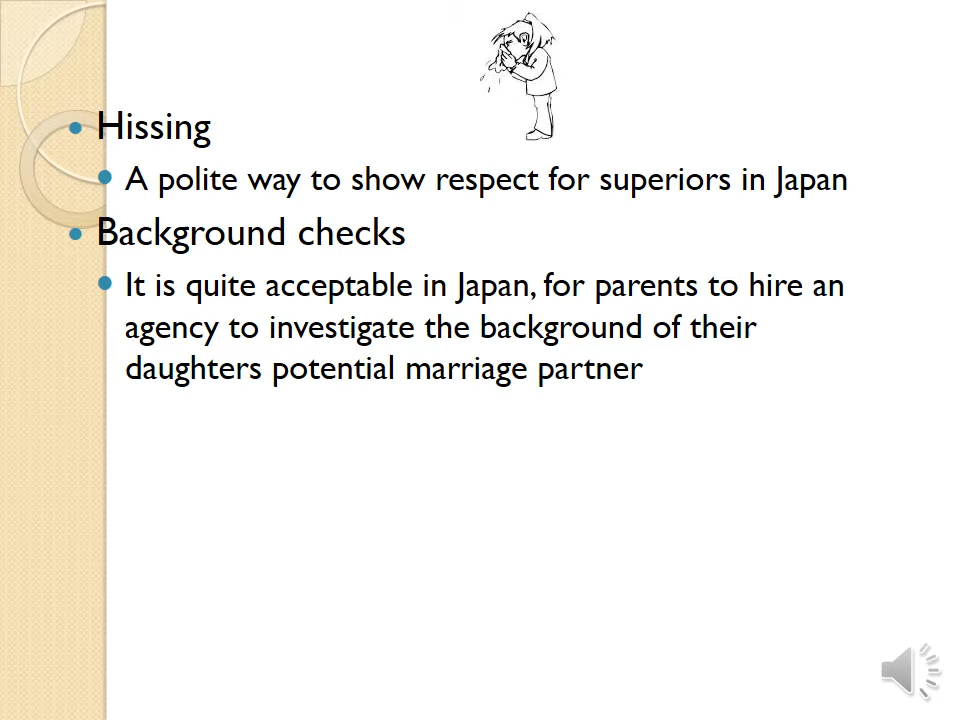 Hissing
A polite way to show respect for superiors in Japan
Background checks
It is quite acceptable in Japan, for parents to hire an
agency to investigate the background of their
daughters potential marriage partner